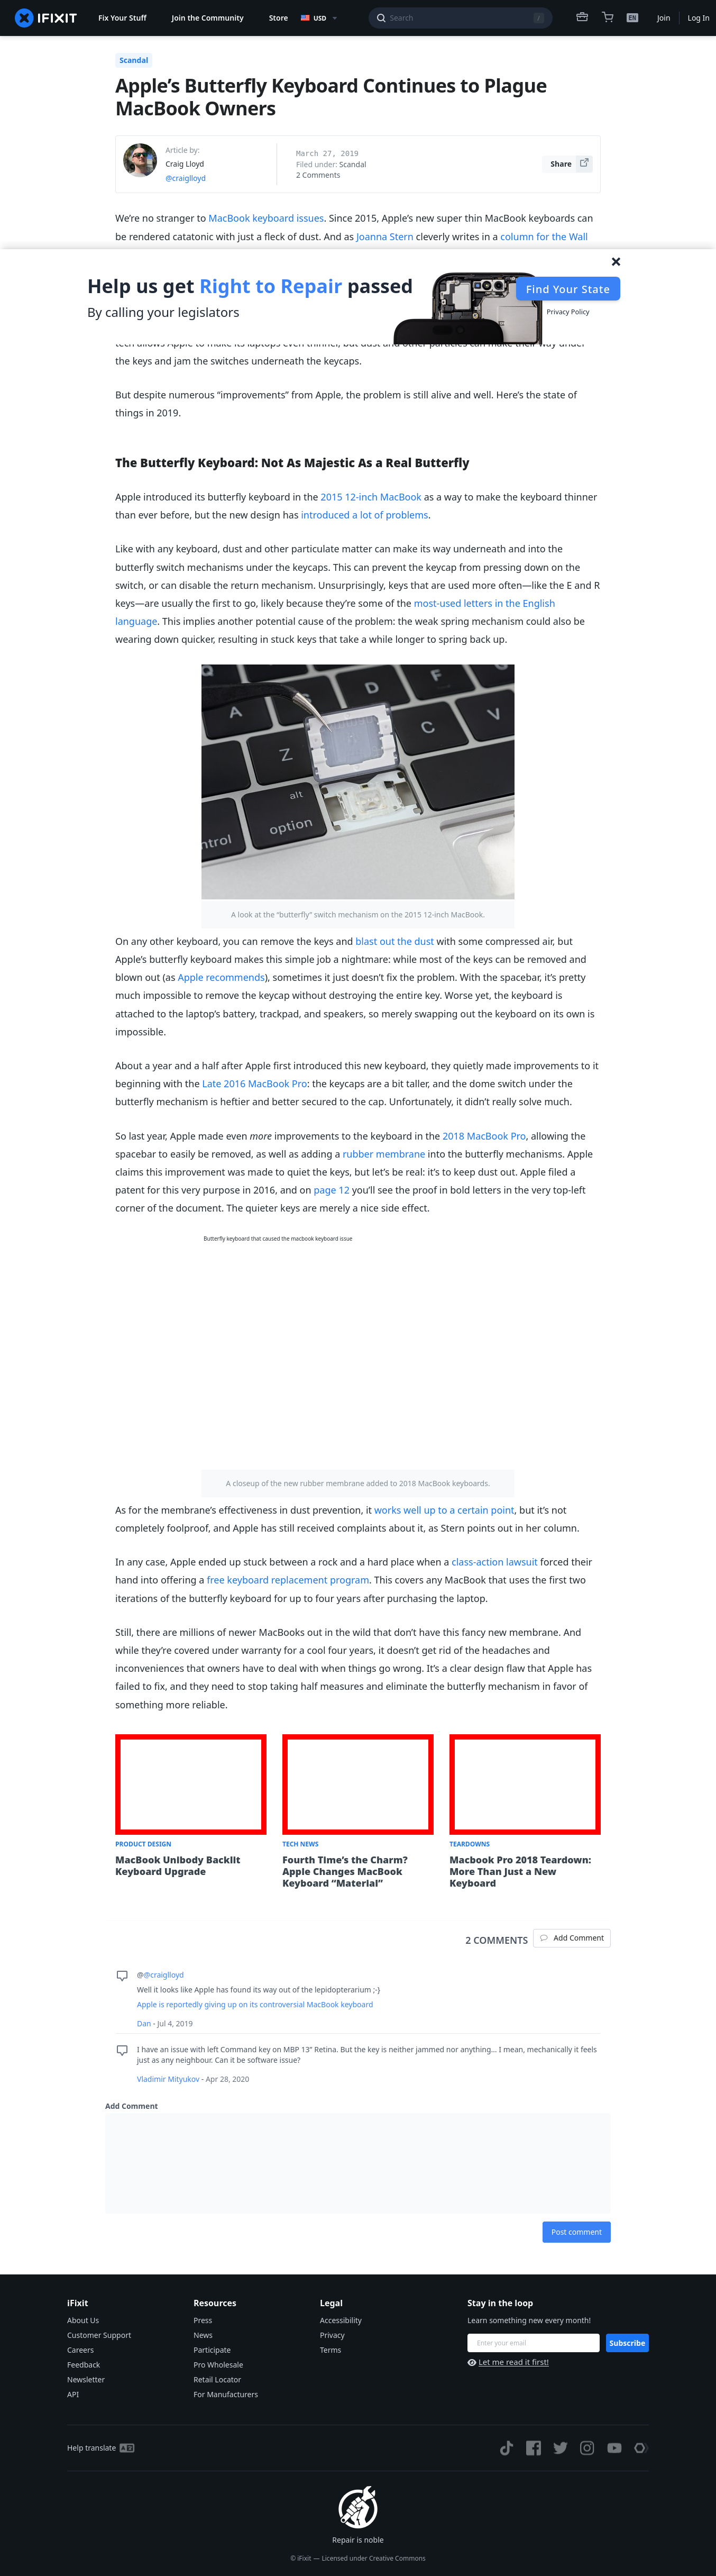 IFIXIT
Fix Your Stuff
Join the Community
Store
USD
Search
/
EN
Join
Log In
Scandal
Apple’s Butterfly Keyboard Continues to Plague
MacBook Owners
Article by:
Craig Lloyd
@craiglloyd
March 27, 2019
Filed under: Scandal
2 Comments
Share
We’re no stranger to MacBook keyboard issues. Since 2015, Apple’s new super thin MacBook keyboards can
be rendered catatonic with just a fleck of dust. And as Joanna Stern cleverly writes in a column for the Wall
Help us get Right to Repair passed
By calling your legislators
Find Your State
Privacy Policy
tech allows Apple to make its laptops even thinner, but dust and other particles can make their way under
the keys and jam the switches underneath the keycaps.
But despite numerous “improvements” from Apple, the problem is still alive and well. Here’s the state of
things in 2019.
The Butterfly Keyboard: Not As Majestic As a Real Butterfly
Apple introduced its butterfly keyboard in the 2015 12-inch MacBook as a way to make the keyboard thinner
than ever before, but the new design has introduced a lot of problems.
Like with any keyboard, dust and other particulate matter can make its way underneath and into the
butterfly switch mechanisms under the keycaps. This can prevent the keycap from pressing down on the
switch, or can disable the return mechanism. Unsurprisingly, keys that are used more often—like the E and R
keys—are usually the first to go, likely because they’re some of the most-used letters in the English
language. This implies another potential cause of the problem: the weak spring mechanism could also be
wearing down quicker, resulting in stuck keys that take a while longer to spring back up.
control
option
A look at the “butterfly” switch mechanism on the 2015 12-inch MacBook.
On any other keyboard, you can remove the keys and blast out the dust with some compressed air, but
Apple’s butterfly keyboard makes this simple job a nightmare: while most of the keys can be removed and
blown out (as Apple recommends), sometimes it just doesn’t fix the problem. With the spacebar, it’s pretty
much impossible to remove the keycap without destroying the entire key. Worse yet, the keyboard is
attached to the laptop’s battery, trackpad, and speakers, so merely swapping out the keyboard on its own is
impossible.
About a year and a half after Apple first introduced this new keyboard, they quietly made improvements to it
beginning with the Late 2016 MacBook Pro: the keycaps are a bit taller, and the dome switch under the
butterfly mechanism is heftier and better secured to the cap. Unfortunately, it didn’t really solve much.
So last year, Apple made even more improvements to the keyboard in the 2018 MacBook Pro, allowing the
spacebar to easily be removed, as well as adding a rubber membrane into the butterfly mechanisms. Apple
claims this improvement was made to quiet the keys, but let’s be real: it’s to keep dust out. Apple filed a
patent for this very purpose in 2016, and on page 12 you’ll see the proof in bold letters in the very top-left
corner of the document. The quieter keys are merely a nice side effect.
Butterfly keyboard that caused the macbook keyboard issue
A closeup of the new rubber membrane added to 2018 MacBook keyboards.
As for the membrane’s effectiveness in dust prevention, it works well up to a certain point, but it’s not
completely foolproof, and Apple has still received complaints about it, as Stern points out in her column.
In any case, Apple ended up stuck between a rock and a hard place when a class-action lawsuit forced their
hand into offering a free keyboard replacement program. This covers any MacBook that uses the first two
iterations of the butterfly keyboard for up to four years after purchasing the laptop.
Still, there are millions of newer MacBooks out in the wild that don’t have this fancy new membrane. And
while they’re covered under warranty for a cool four years, it doesn’t get rid of the headaches and
inconveniences that owners have to deal with when things go wrong. It’s a clear design flaw that Apple has
failed to fix, and they need to stop taking half measures and eliminate the butterfly mechanism in favor of
something more reliable.
PRODUCT DESIGN
MacBook Unibody Backlit
Keyboard Upgrade
TECH NEWS
Fourth Time’s the Charm?
Apple Changes MacBook
Keyboard “Material”
TEARDOWNS
Macbook Pro 2018 Teardown:
More Than Just a New
Keyboard
2 COMMENTS
Add Comment
@@craiglloyd
Well it looks like Apple has found its way out of the lepidopterarium ;-}
Apple is reportedly giving up on its controversial MacBook keyboard
Dan - Jul 4, 2019
I have an issue with left Command key on MBP 13” Retina. But the key is neither jammed nor anything… I mean, mechanically it feels
just as any neighbour. Can it be software issue?
Vladimir Mityukov - Apr 28, 2020
Add Comment
Post comment
iFixit
About Us
Customer Support
Careers
Feedback
Newsletter
API
Resources
Press
News
Participate
Pro Wholesale
Retail Locator
For Manufacturers
Legal
Accessibility
Privacy
Terms
Stay in the loop
Learn something new every month!
Enter your email
Subscribe
Let me read it first!
Help translate
Repair is noble
© iFixit — Licensed under Creative Commons